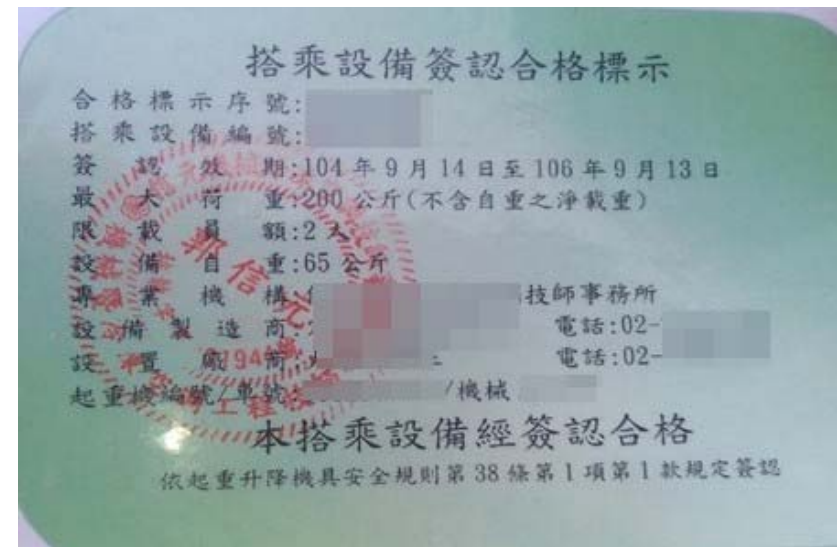 搭乘設備簽認合格標示
合格標示序號:
搭乘設備編號:
簽認效期:104年9月14日至106年9月13日
最大荷重:200公斤(不含自重之淨載重)
限載員額:2人
設備自重:65公斤
專業機構: 技師事務所
設備製造商: 電話:02-
設置廠商: 電話:02-
起重機編號/車號: /機械
本搭乘設備經簽認合格
依起重升降機具安全規則第38條第1項第1款規定簽認
郭信元